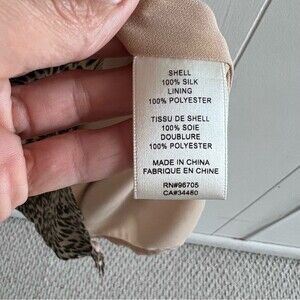 SHELL
100% SILK
LINING
100% POLYESTER
TISSU DE SHELL
100% SOIE
DOUBLURE
100% POLYESTER
MADE IN CHINA
FABRIQUE EN CHINE
RN#96705
CA#34480